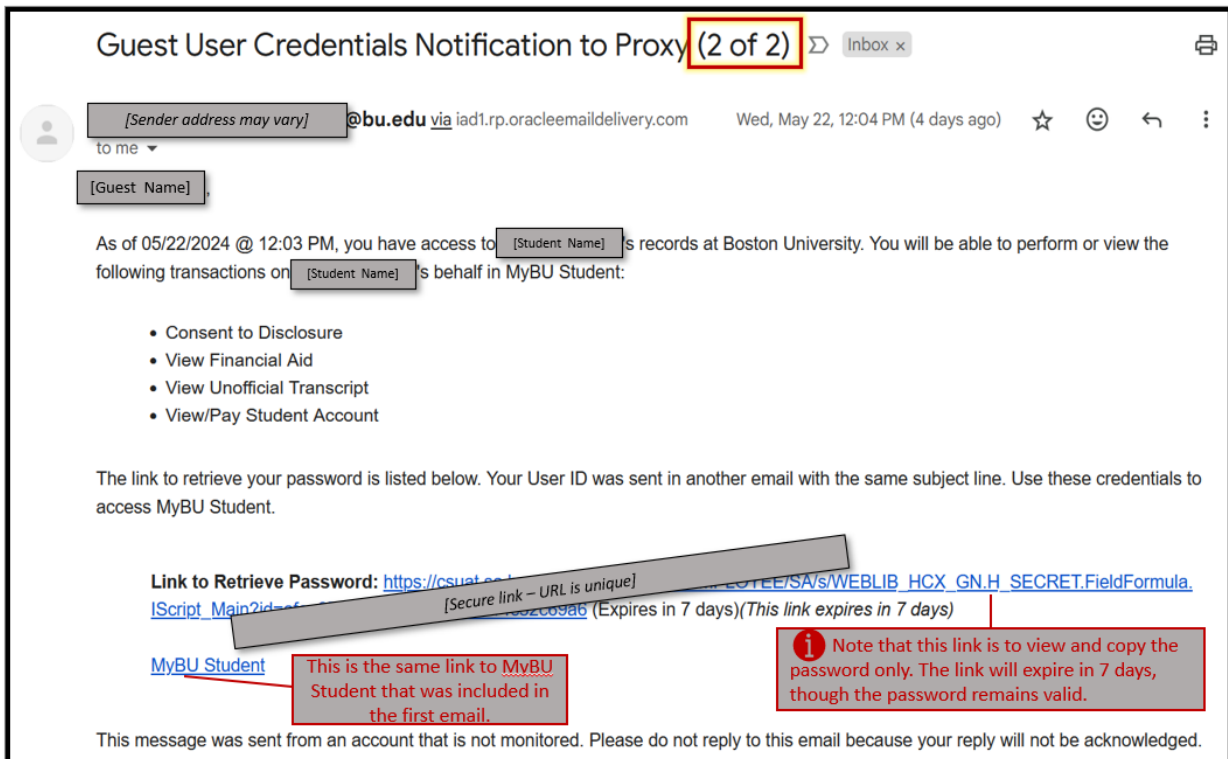 Guest User Credentials Notification to Proxy (2 of 2) Inbox ×
[Sender address may vary] @bu.edu via iad1.rp.oracleemaildelivery.com Wed, May 22, 12:04 PM (4 days ago)
to me
[Guest Name] ,
As of 05/22/2024 @ 12:03 PM, you have access to [Student Name] 's records at Boston University. You will be able to perform or view the
following transactions on [Student Name] 's behalf in MyBU Student:
• Consent to Disclosure
• View Financial Aid
• View Unofficial Transcript
• View/Pay Student Account
The link to retrieve your password is listed below. Your User ID was sent in another email with the same subject line. Use these credentials to
access MyBU Student.
Link to Retrieve Password: https://csuat. /SA/s/WEBLIB_HCX_GN.H_SECRET.FieldFormula.
[Secure link – URL is unique]
IScript_Main?id= (Expires in 7 days)(This link expires in 7 days)
MyBU Student
This is the same link to MyBU
Student that was included in
the first email.
i Note that this link is to view and copy the
password only. The link will expire in 7 days,
though the password remains valid.
This message was sent from an account that is not monitored. Please do not reply to this email because your reply will not be acknowledged.